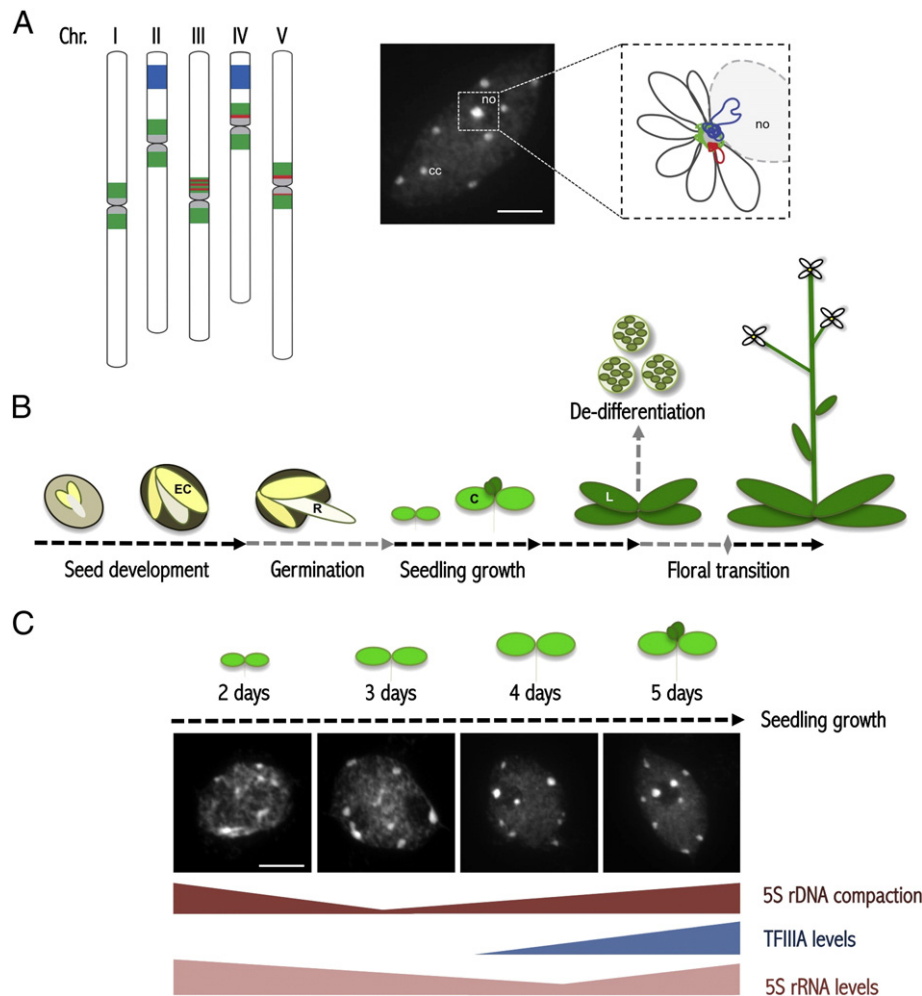 A
Chr. I II III IV V
no
cc
no
B
De-differentiation
EC
R
C
L
Seed development
Germination
Seedling growth
Floral transition
C
2 days
3 days
4 days
5 days
Seedling growth
5S rDNA compaction
TFIIIA levels
5S rRNA levels